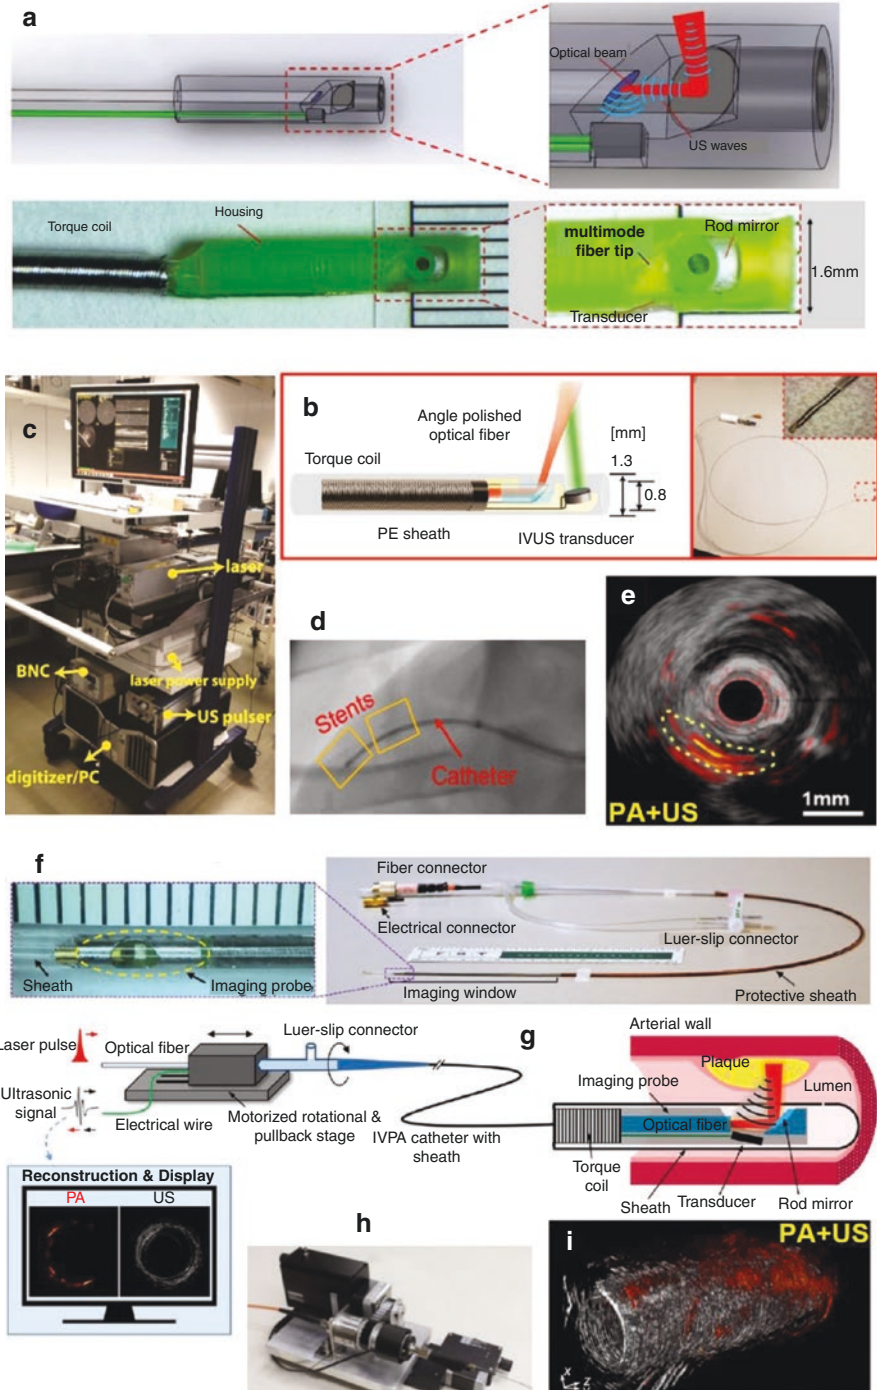 a
Optical beam
US waves
Torque coil
Housing
multimode
fiber tip
Rod mirror
Transducer
1.6mm
c
laser
BNC
laser power supply
US pulser
digitizer/PC
b
Angle polished
optical fiber
Torque coil
[mm]
1.3
0.8
PE sheath
IVUS transducer
d
Stents
Catheter
e
PA+US
1mm
f
Sheath
Imaging probe
Fiber connector
Electrical connector
Luer-slip connector
Imaging window
Protective sheath
g
Laser pulse
Optical fiber
Luer-slip connector
Ultrasonic
signal
Electrical wire
Motorized rotational &
pullback stage
IVPA catheter with
sheath
Arterial wall
Plaque
Imaging probe
Lumen
Optical fiber
Torque
coil
Sheath
Transducer
Rod mirror
Reconstruction & Display
PA
US
h
i
PA+US
X
Z